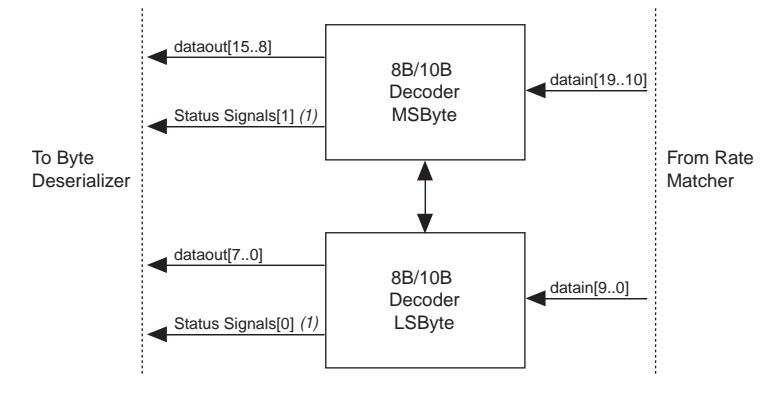 dataout[15..8]
8B/10B
Decoder
MSByte
datain[19..10]
Status Signals[1] (1)
To Byte
Deserializer
From Rate
Matcher
dataout[7..0]
8B/10B
Decoder
LSByte
datain[9..0]
Status Signals[0] (1)